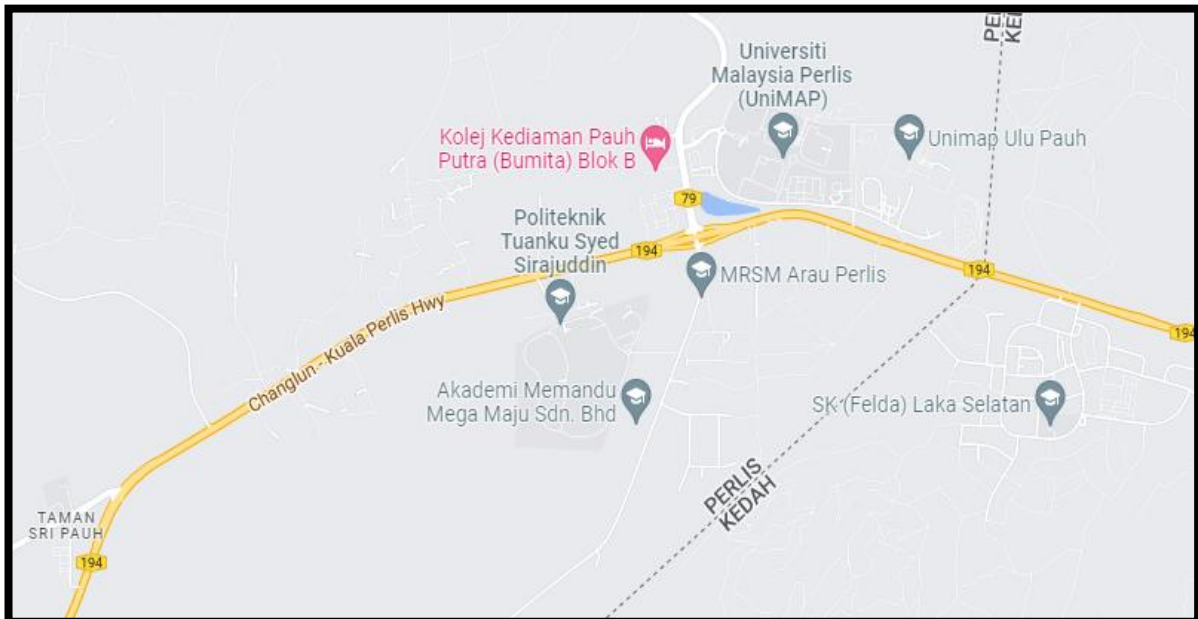 PE
KE
Universiti
Malaysia Perlis
(UniMAP)
Kolej Kediaman Pauh
Putra (Bumita) Blok B
Unimap Ulu Pauh
79
Politeknik
Tuanku Syed
Sirajuddin
194
MRSM Arau Perlis
194
194
Changlun - Kuala Perlis Hwy
Akademi Memandu
Mega Maju Sdn. Bhd
SK (Felda) Laka Selatan
PERLIS
KEDAH
TAMAN
SRI PAUH
194